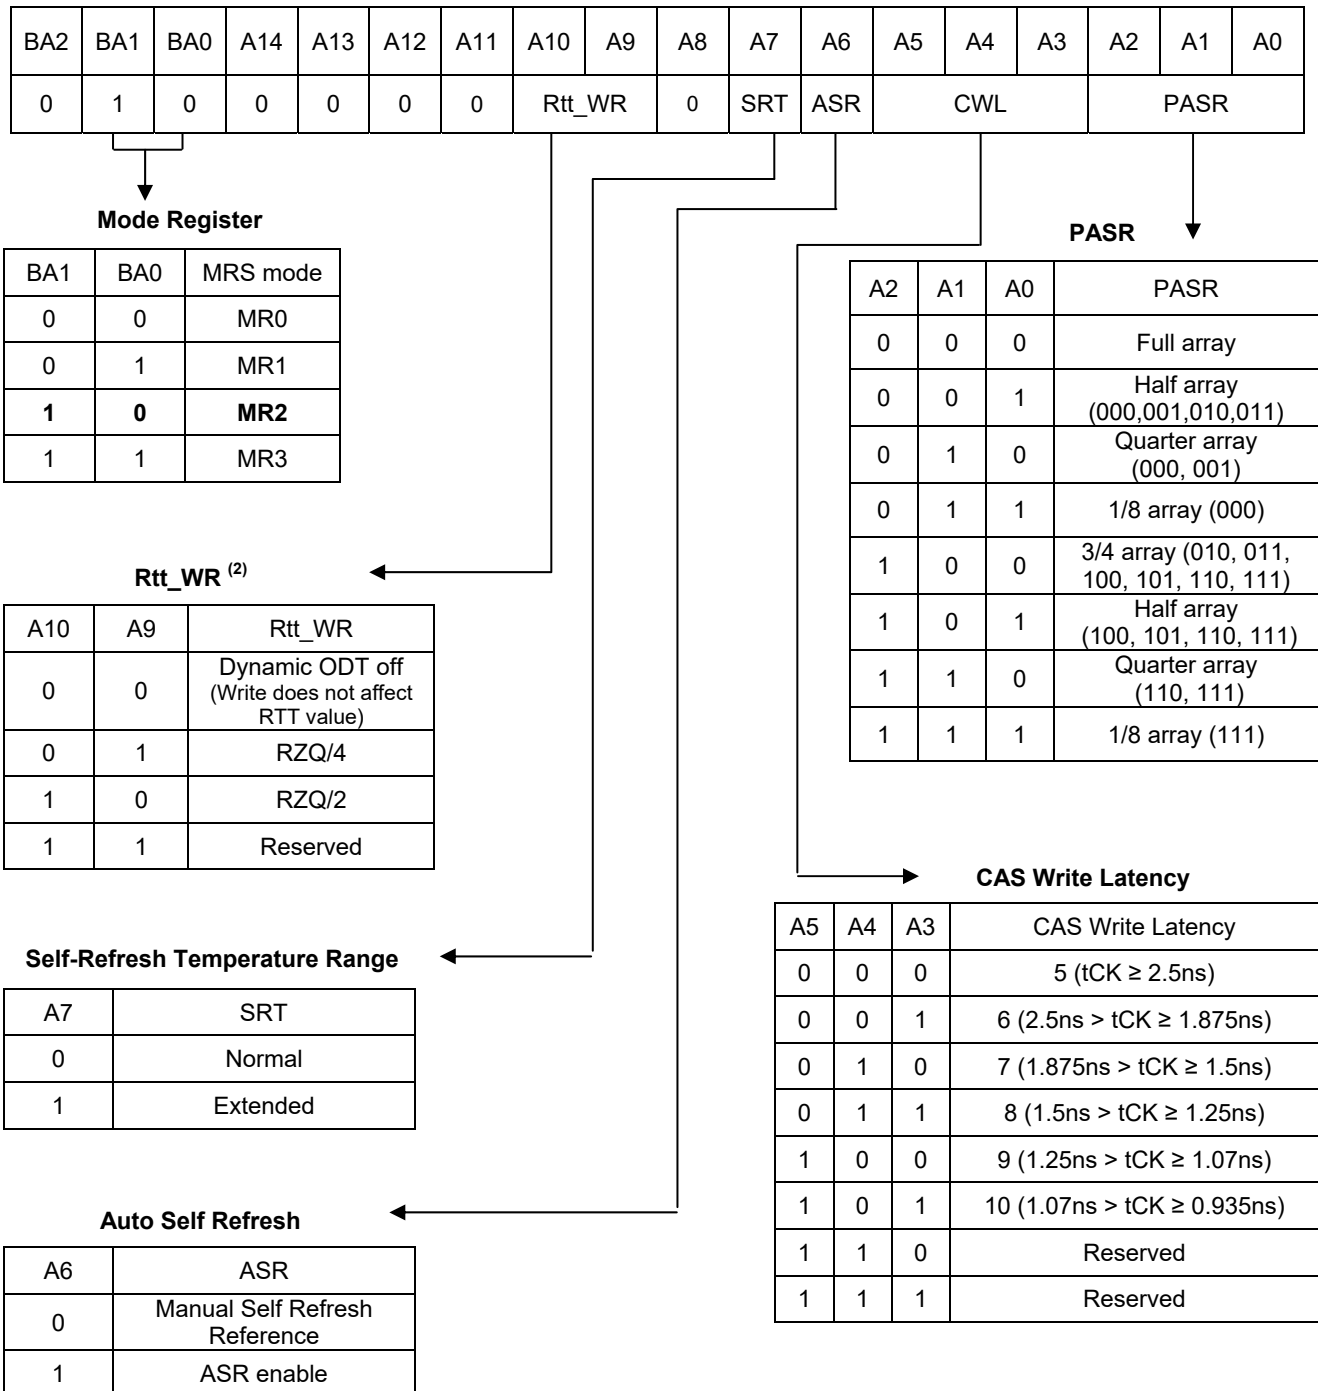 BA2 BA1 BA0 A14 A13 A12 A11 A10 A9 A8 A7 A6 A5 A4 A3 A2 A1 A0
0 1 0 0 0 0 0 Rtt_WR 0 SRT ASR CWL PASR
Mode Register
BA1 BA0 MRS mode
0 0 MR0
0 1 MR1
1 0 MR2
1 1 MR3
PASR
A2 A1 A0 PASR
0 0 0 Full array
0 0 1 Half array
(000,001,010,011)
0 1 0 Quarter array
(000, 001)
0 1 1 1/8 array (000)
1 0 0 3/4 array (010, 011,
100, 101, 110, 111)
1 0 1 Half array
(100, 101, 110, 111)
1 1 0 Quarter array
(110, 111)
1 1 1 1/8 array (111)
Rtt_WR (2)
A10 A9 Rtt_WR
0 0 Dynamic ODT off
(Write does not affect
RTT value)
0 1 RZQ/4
1 0 RZQ/2
1 1 Reserved
CAS Write Latency
A5 A4 A3 CAS Write Latency
0 0 0 5 (tCK ≥ 2.5ns)
0 0 1 6 (2.5ns > tCK ≥ 1.875ns)
0 1 0 7 (1.875ns > tCK ≥ 1.5ns)
0 1 1 8 (1.5ns > tCK ≥ 1.25ns)
1 0 0 9 (1.25ns > tCK ≥ 1.07ns)
1 0 1 10 (1.07ns > tCK ≥ 0.935ns)
1 1 0 Reserved
1 1 1 Reserved
Self-Refresh Temperature Range
A7 SRT
0 Normal
1 Extended
Auto Self Refresh
A6 ASR
0 Manual Self Refresh
Reference
1 ASR enable